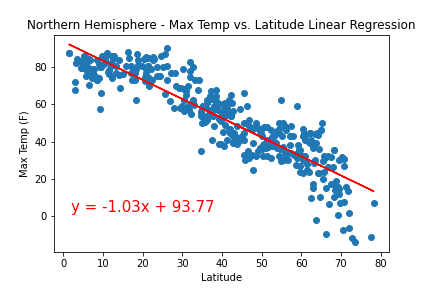 Northern Hemisphere - Max Temp vs. Latitude Linear Regression
Max Temp (F)
80
60
40
20
0
y = -1.03x + 93.77
0 10 20 30 40 50 60 70 80
Latitude